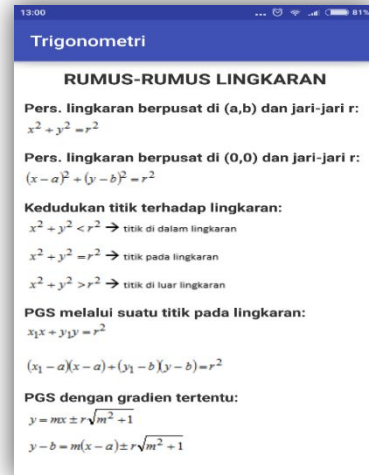 13:00 ... 81%
Trigonometri
RUMUS-RUMUS LINGKARAN
Pers. lingkaran berpusat di (a,b) dan jari-jari r:
x² + y² = r²
Pers. lingkaran berpusat di (0,0) dan jari-jari r:
(x − a)² + (y − b)² = r²
Kedudukan titik terhadap lingkaran:
x² + y² < r² → titik di dalam lingkaran
x² + y² = r² → titik pada lingkaran
x² + y² > r² → titik di luar lingkaran
PGS melalui suatu titik pada lingkaran:
x₁x + y₁y = r²
(x₁ − a)(x − a) + (y₁ − b)(y − b) = r²
PGS dengan gradien tertentu:
y = mx ± r√(m² + 1)
y − b = m(x − a) ± r√(m² + 1)